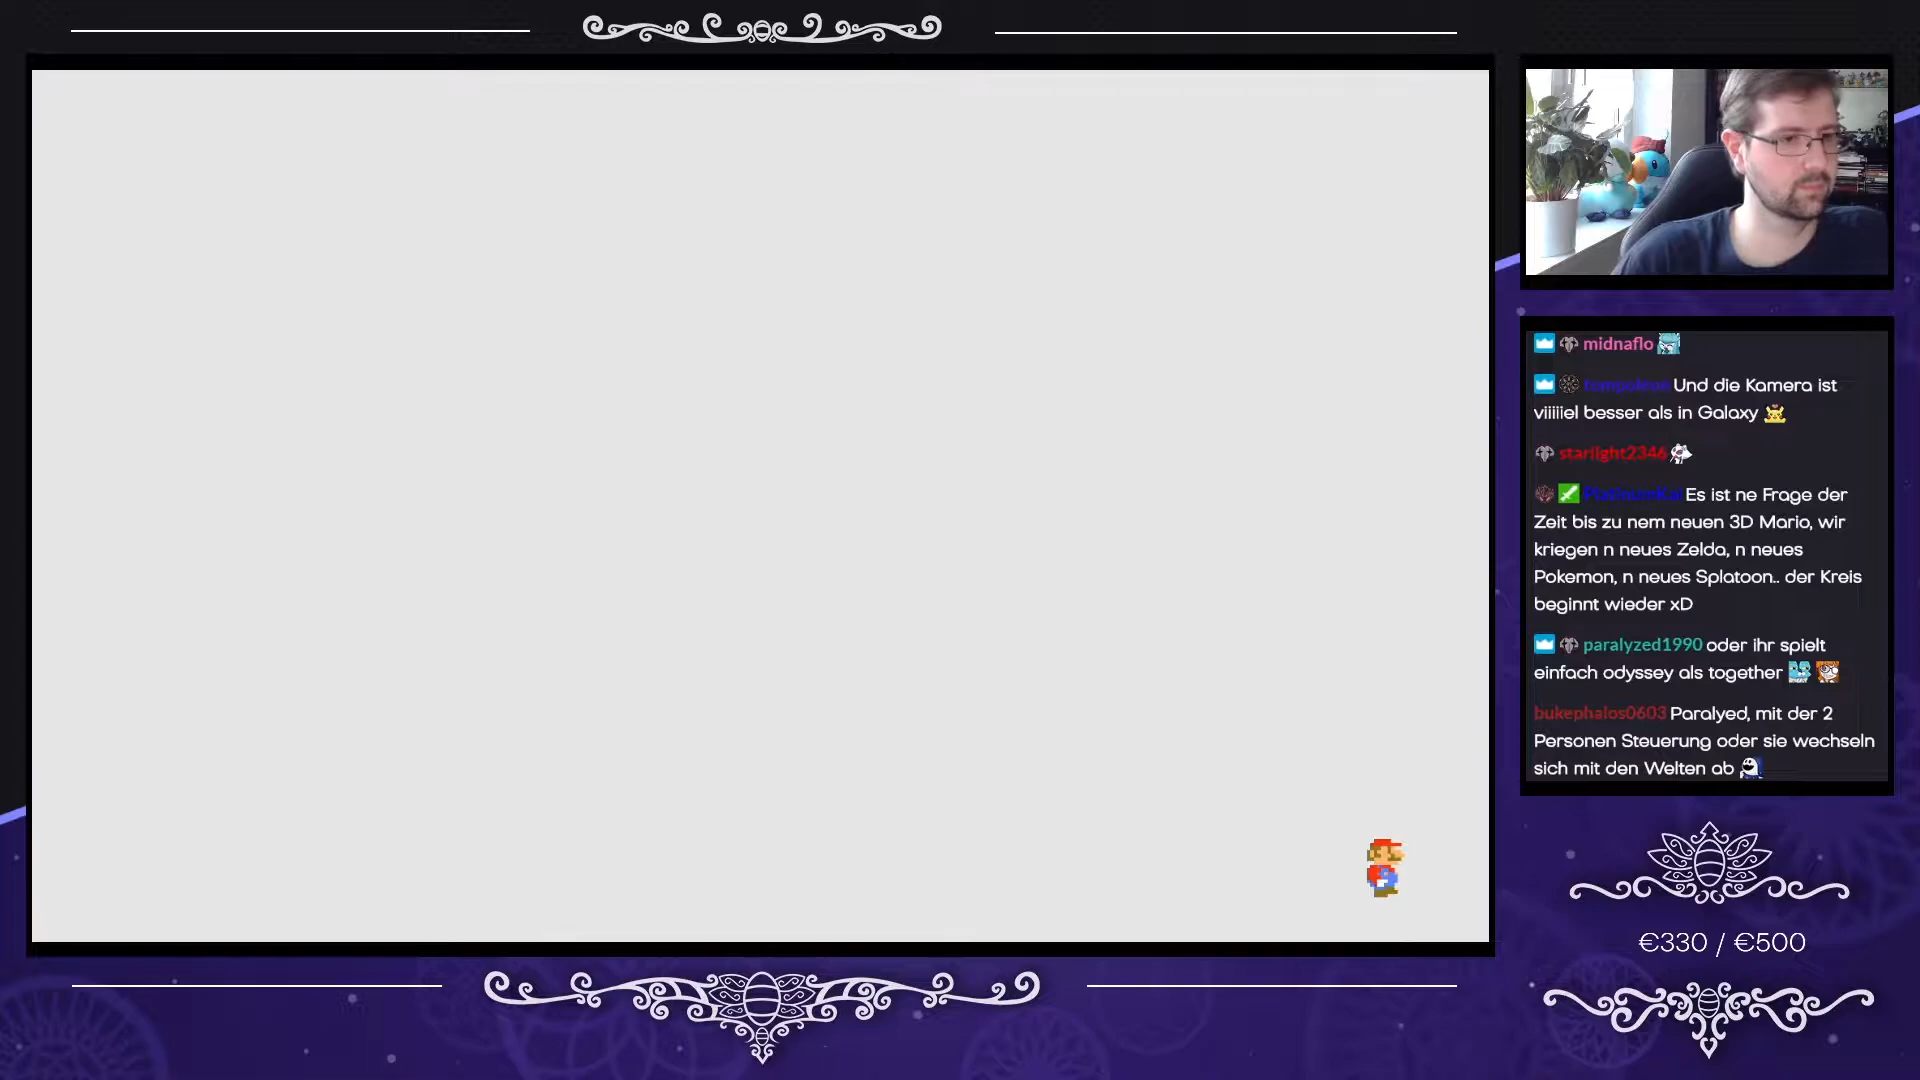 midnaflo
Und die Kamera ist
viiiiel besser als in Galaxy
starlight2346
Es ist ne Frage der
Zeit bis zu nem neuen 3D Mario, wir
kriegen n neues Zelda, n neues
Pokemon, n neues Splatoon.. der Kreis
beginnt wieder xD
paralyzed1990 oder ihr spielt
einfach odyssey als together
bukephalos0603 Paralyed, mit der 2
Personen Steuerung oder sie wechseln
sich mit den Welten ab
€330 / €500